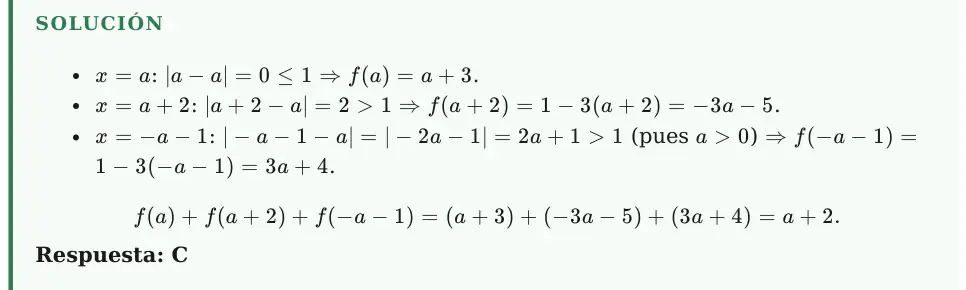 SOLUCIÓN
• x = a: |a − a| = 0 ≤ 1 ⇒ f(a) = a + 3.
• x = a + 2: |a + 2 − a| = 2 > 1 ⇒ f(a + 2) = 1 − 3(a + 2) = −3a − 5.
• x = −a − 1: | − a − 1 − a| = | − 2a − 1| = 2a + 1 > 1 (pues a > 0) ⇒ f(−a − 1) =
1 − 3(−a − 1) = 3a + 4.
f(a) + f(a + 2) + f(−a − 1) = (a + 3) + (−3a − 5) + (3a + 4) = a + 2.
Respuesta: C